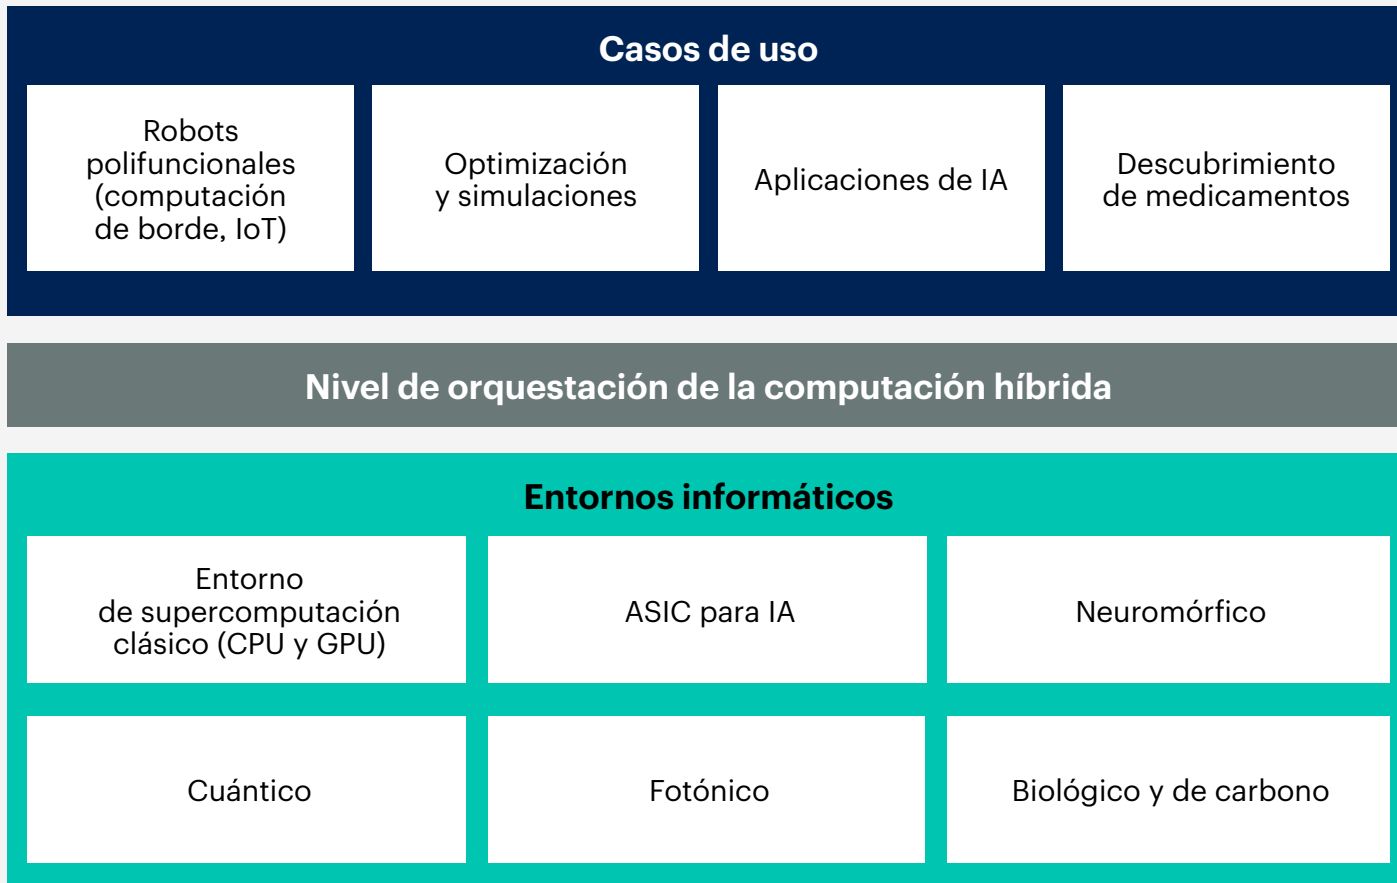 Casos de uso
Robots
polifuncionales
(computación
de borde, IoT)
Optimización
y simulaciones
Aplicaciones de IA
Descubrimiento
de medicamentos
Nivel de orquestación de la computación híbrida
Entornos informáticos
Entorno
de supercomputación
clásico (CPU y GPU)
ASIC para IA
Neuromórfico
Cuántico
Fotónico
Biológico y de carbono